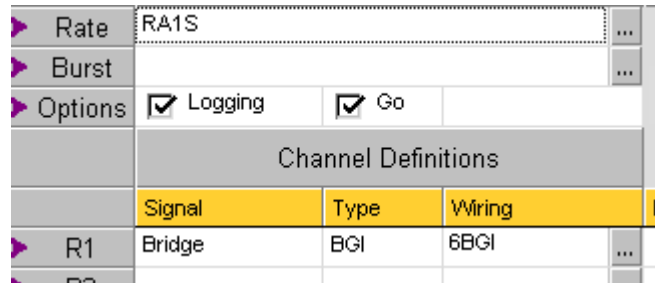 Rate RA1S ...
Burst ...
Options Logging Go
Channel Definitions
Signal Type Wiring
R1 Bridge BGI 6BGI ...